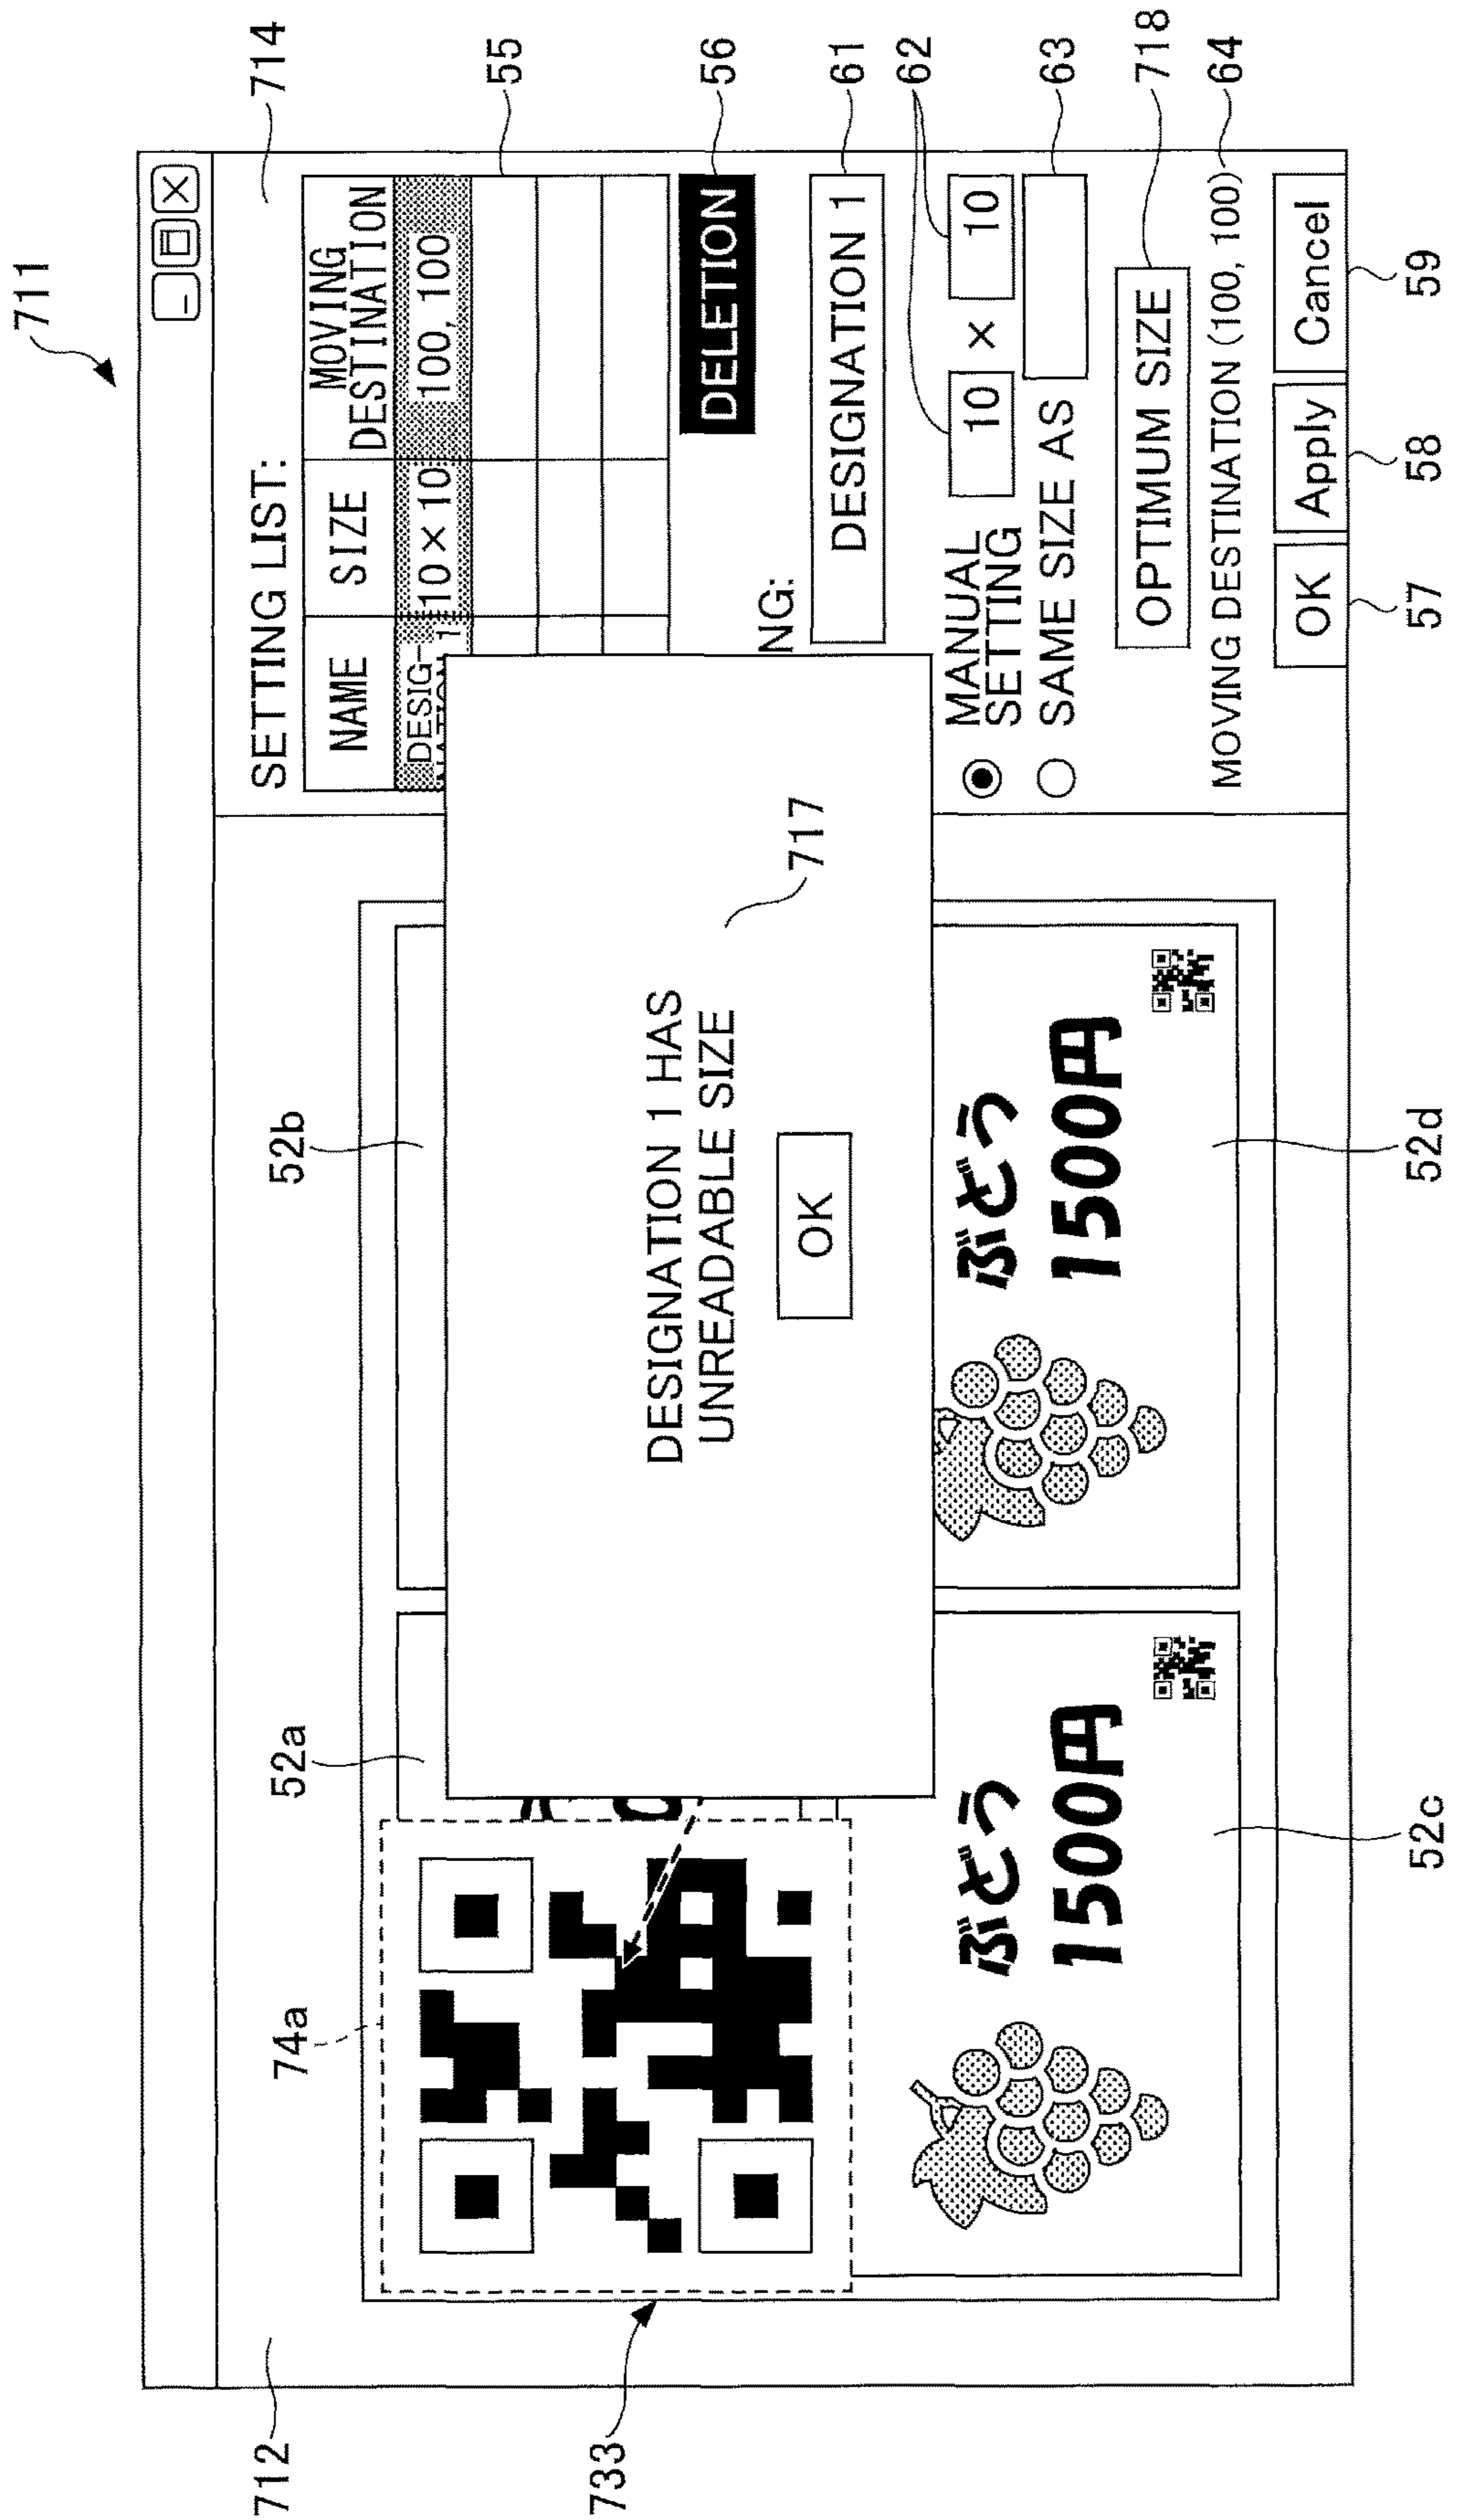 711
714
SETTING LIST:
NAME
SIZE
MOVING
DESTINATION
DESIG-
10×10
100, 100
1
55
DELETION
56
NG:
DESIGNATION 1
61
MANUAL
SETTING
10
×
10
62
SAME SIZE AS
63
OPTIMUM SIZE
718
MOVING DESTINATION (100, 100)
64
OK
Apply
Cancel
57
58
59
712
74a
52a
52b
733
DESIGNATION 1 HAS
UNREADABLE SIZE
OK
717
ぶどう
1500円
52c
ぶどう
1500円
52d